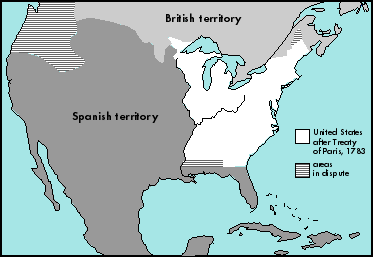 British territory
Spanish territory
United States
after Treaty
of Paris, 1783
areas
in dispute